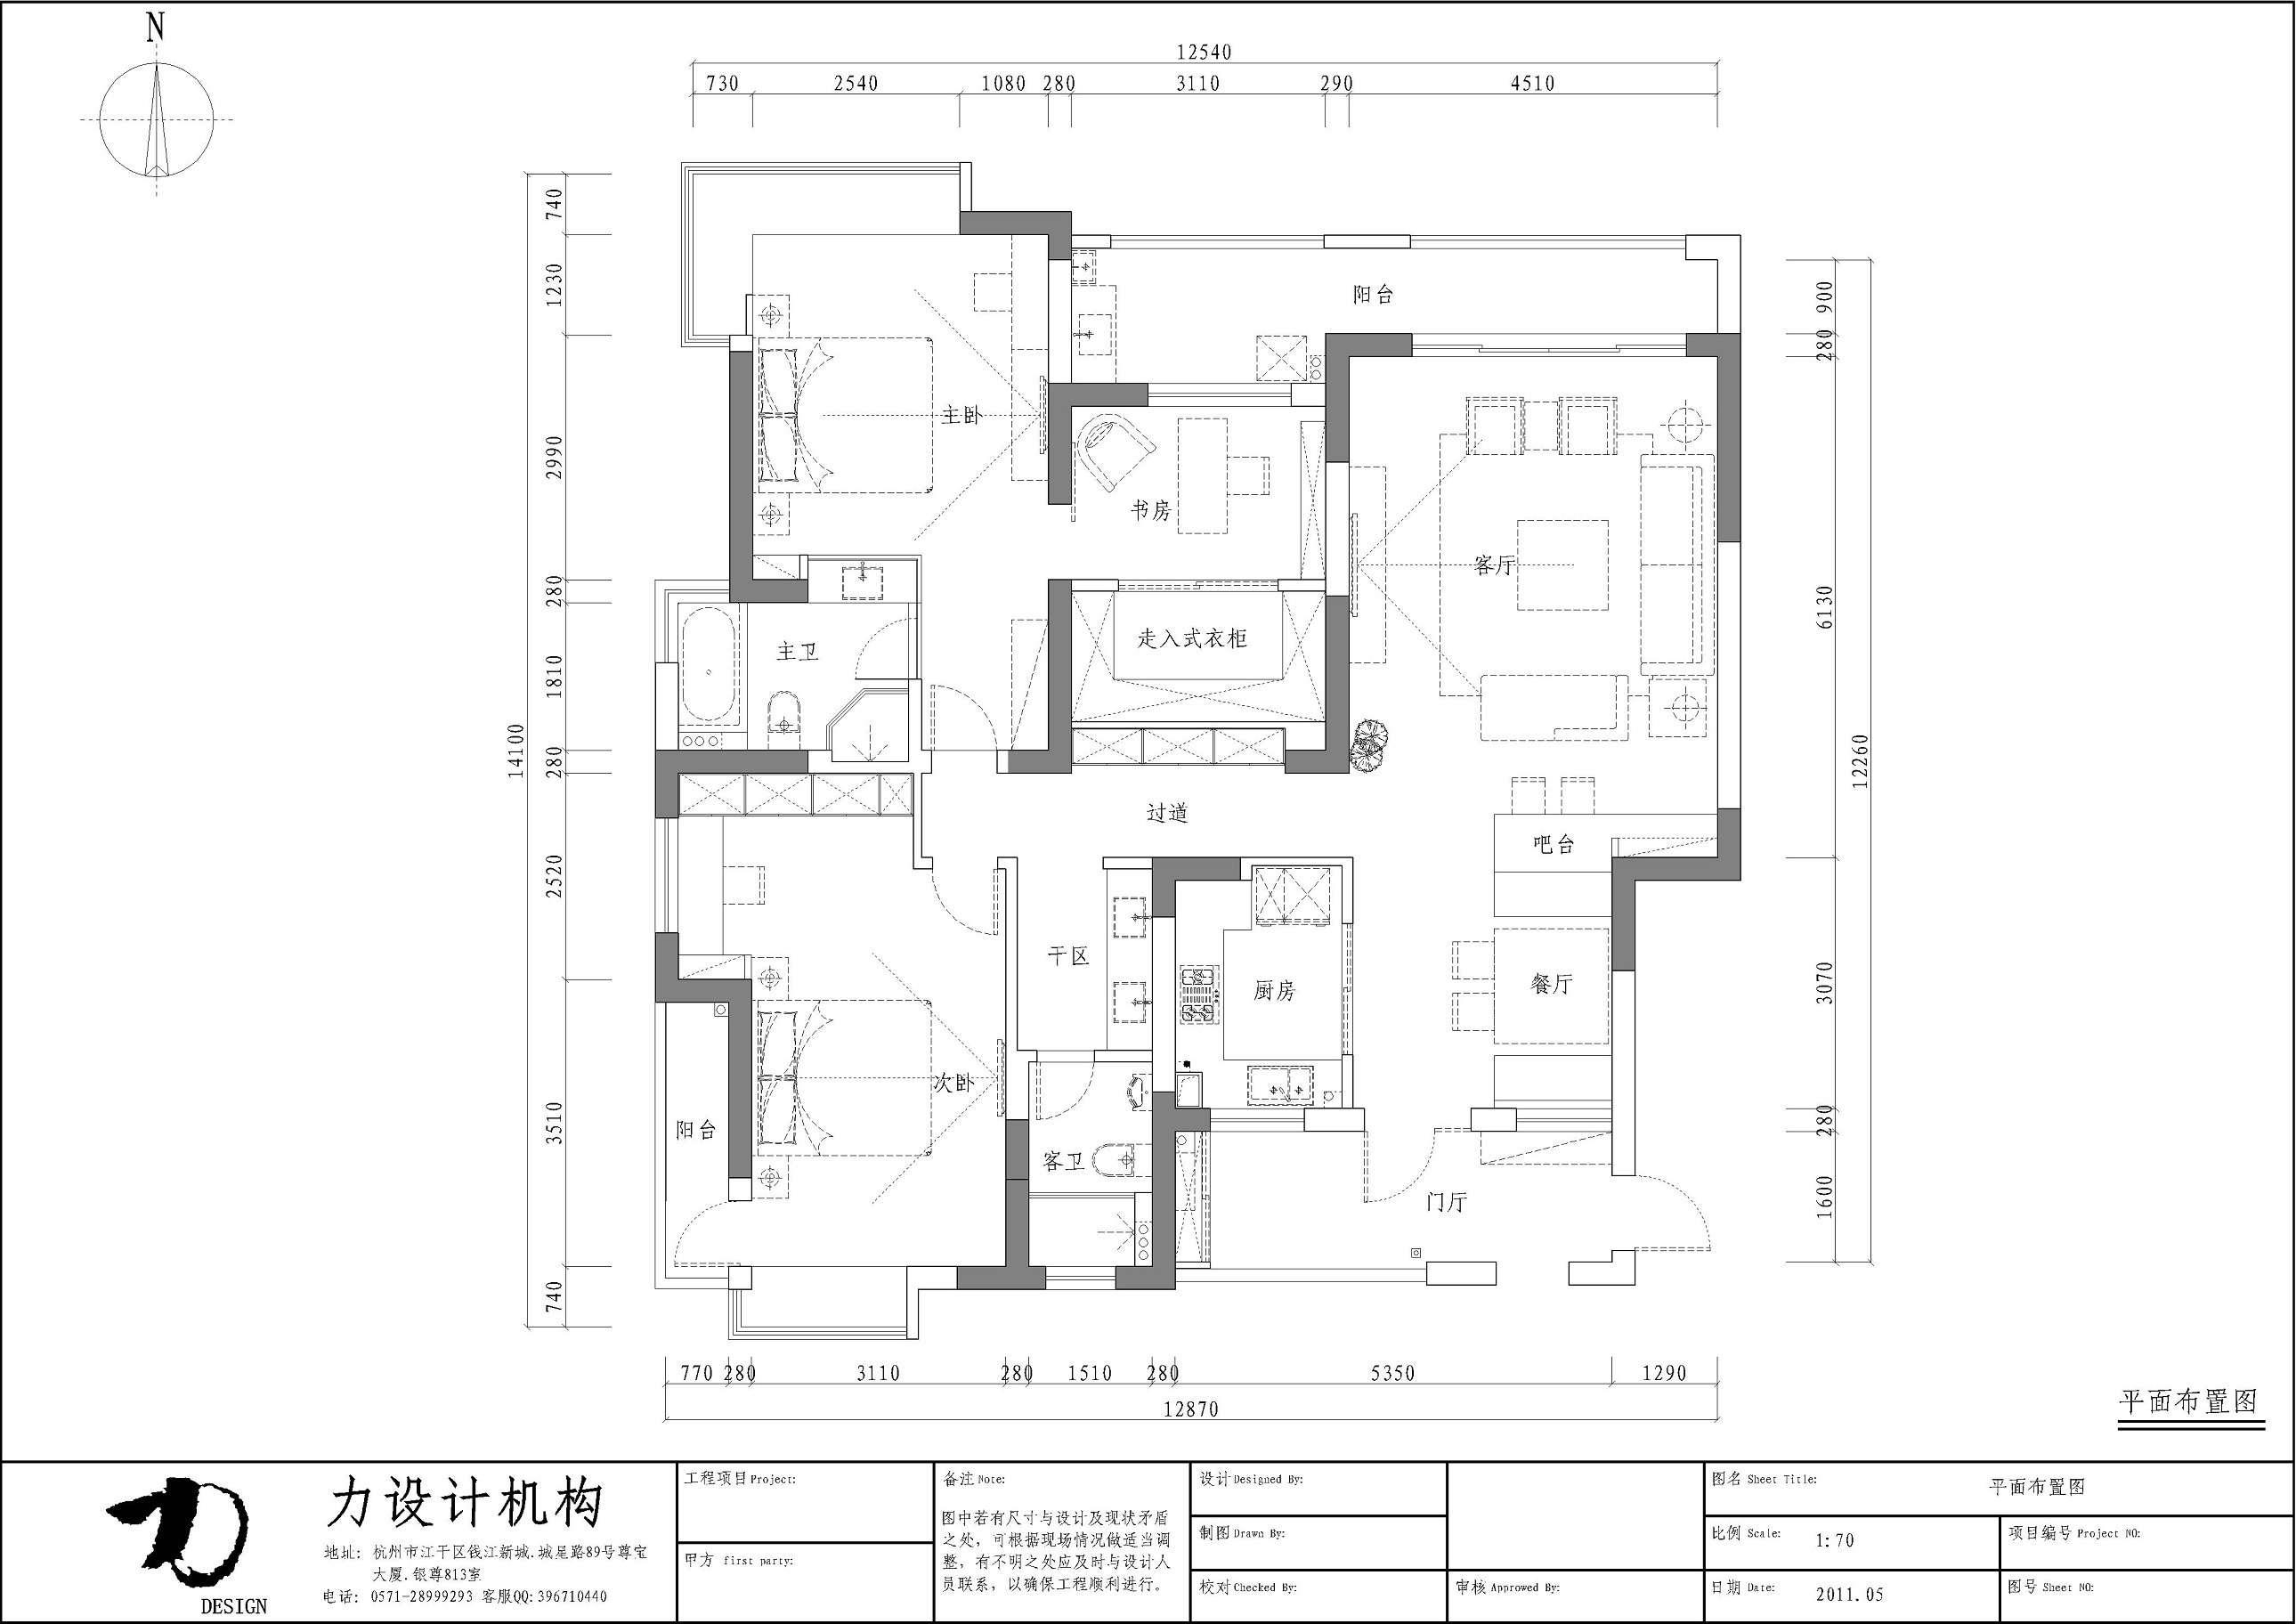 N
12540
730 2540 1080 280 3110 290 4510
740
1230
2990
280
1810
280
2520
3510
740
14100
900
280
6130
3070
280
1600
12260
阳台
主卧
书房
客厅
走入式衣柜
主卫
过道
吧台
干区
厨房
餐厅
次卧
阳台
客卫
门厅
770 280 3110 280 1510 280 5350 1290
12870
平面布置图
力设计机构
地址: 杭州市江干区钱江新城.城星路89号尊宝
大厦.银尊813室
电话: 0571-28999293 客服QQ:396710440
DESIGN
工程项目 Project:
甲方 first party:
备注 Note:
图中若有尺寸与设计及现状矛盾
之处, 可根据现场情况做适当调
整, 有不明之处应及时与设计人
员联系, 以确保工程顺利进行。
设计 Designed By:
制图 Drawn By:
校对 Checked By:
审核 Approved By:
图名 Sheet Title:
平面布置图
比例 Scale: 1:70
项目编号 Project NO:
日期 Date: 2011.05
图号 Sheet NO: